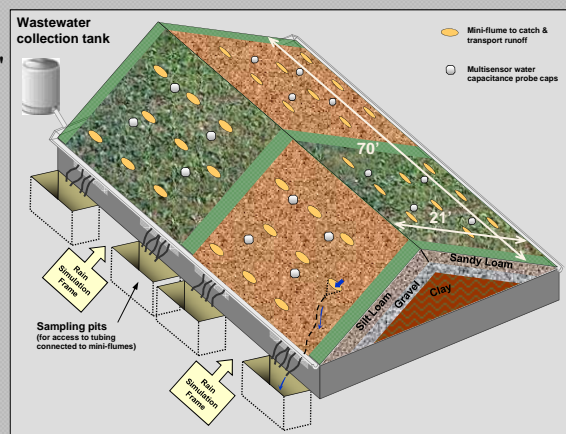 Wastewater
collection tank
Mini-flume to catch &
transport runoff
Multisensor water
capacitance probe caps
70'
21'
Sandy Loam
Silt Loam
Gravel
Clay
Rain
Simulation
Frame
Sampling pits
(for access to tubing
connected to mini-flumes)
Rain
Simulation
Frame